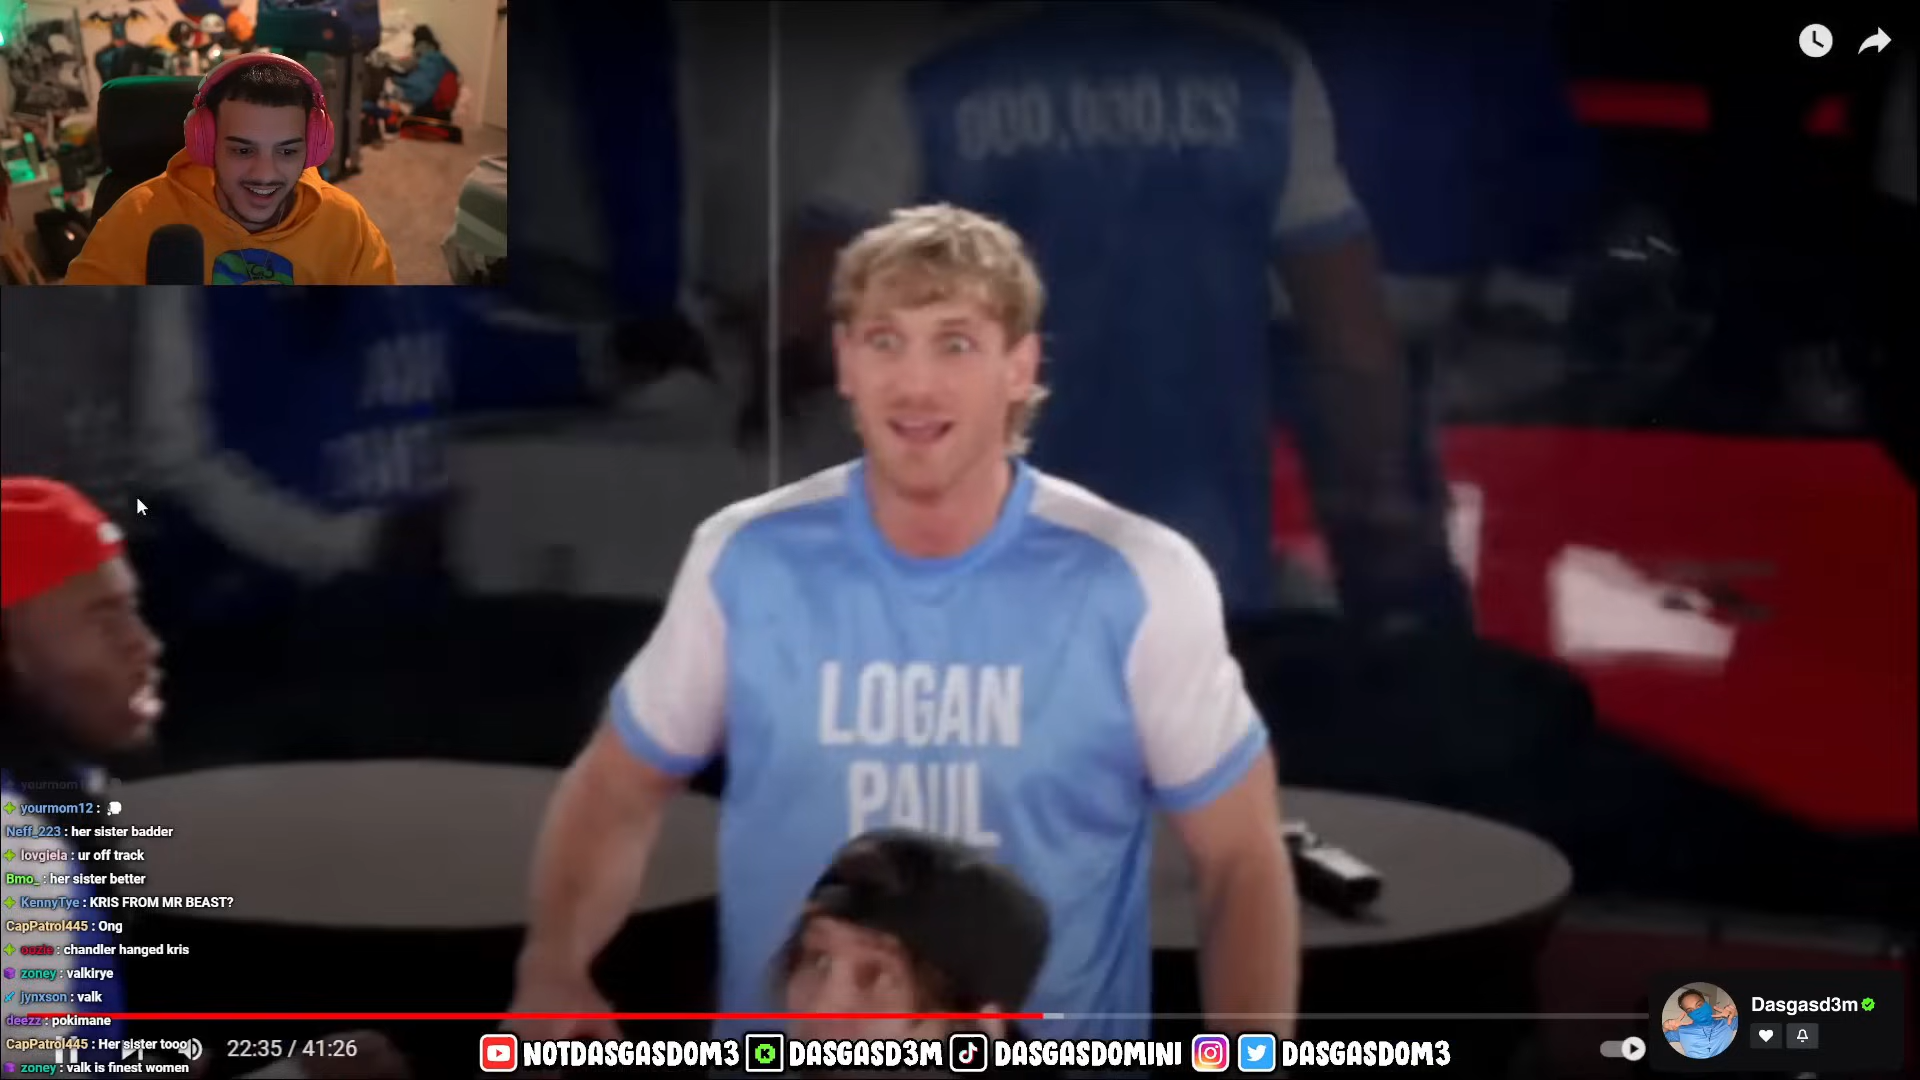 LOGAN
PAUL
yourmom12 :
Neff_223 : her sister badder
lovgiela : ur off track
Bmo_ : her sister better
KennyTye : KRIS FROM MR BEAST?
CapPatrol445 : Ong
oozie : chandler hanged kris
zoney : valkirye
jynxson : valk
deezz : pokimane
CapPatrol445 : Her sister tooo
zoney : valk is finest women
22:35 / 41:26
NOTDASGASDOM3 DASGASD3M DASGASDOMINI DASGASDOM3
Dasgasd3m